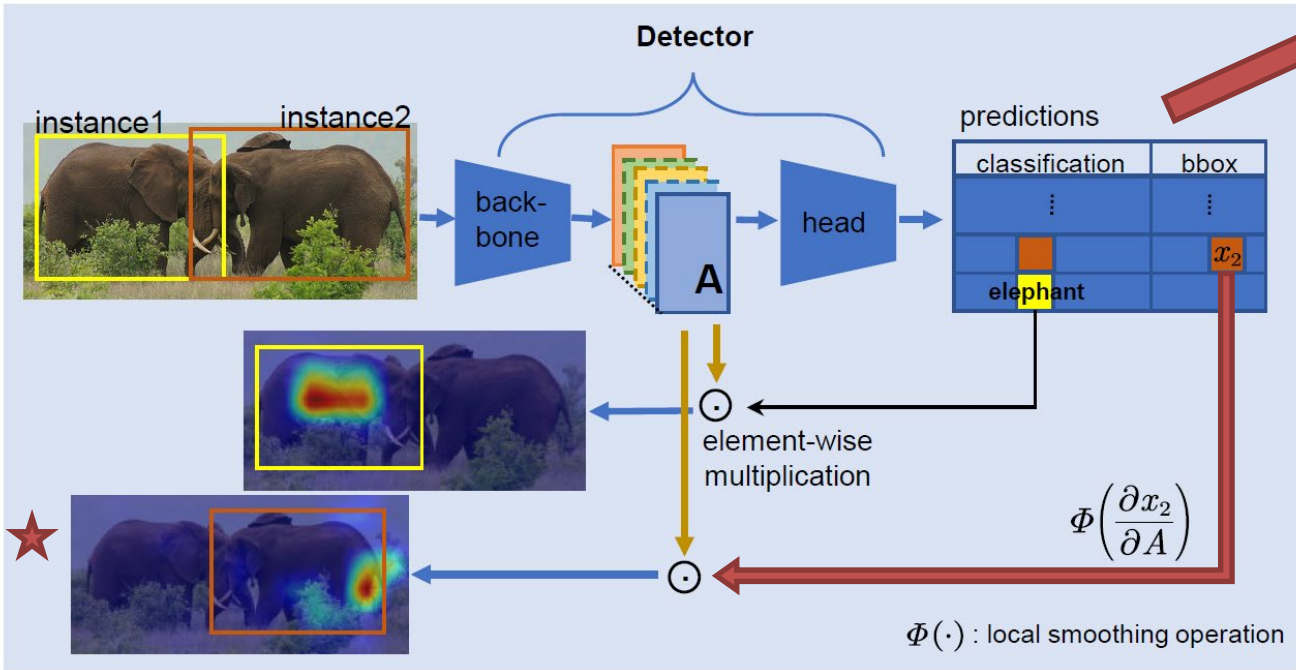 Detector
instance1
instance2
predictions
classification
bbox
⋮
⋮
back-
bone
head
A
x₂
elephant
element-wise
multiplication
Φ(∂x₂/∂A)
Φ(·) : local smoothing operation